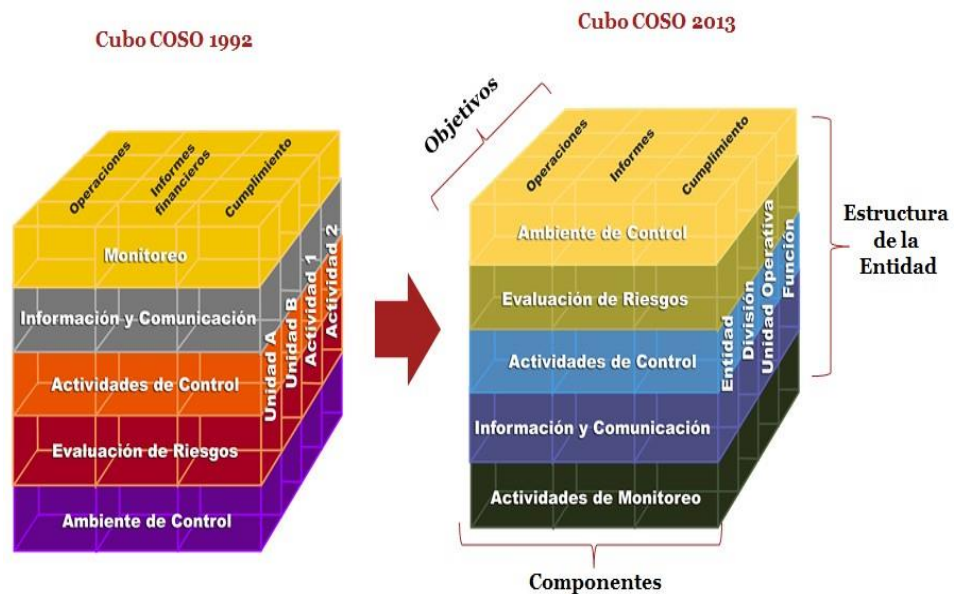 Cubo COSO 1992
Operaciones
Informes
financieros
Cumplimiento
Monitoreo
Información y Comunicación
Actividades de Control
Evaluación de Riesgos
Ambiente de Control
Unidad A
Unidad B
Actividad 1
Actividad 2
Cubo COSO 2013
Objetivos
Operaciones
Informes
Cumplimiento
Ambiente de Control
Evaluación de Riesgos
Actividades de Control
Información y Comunicación
Actividades de Monitoreo
Entidad
División
Unidad Operativa
Función
Estructura
de la
Entidad
Componentes